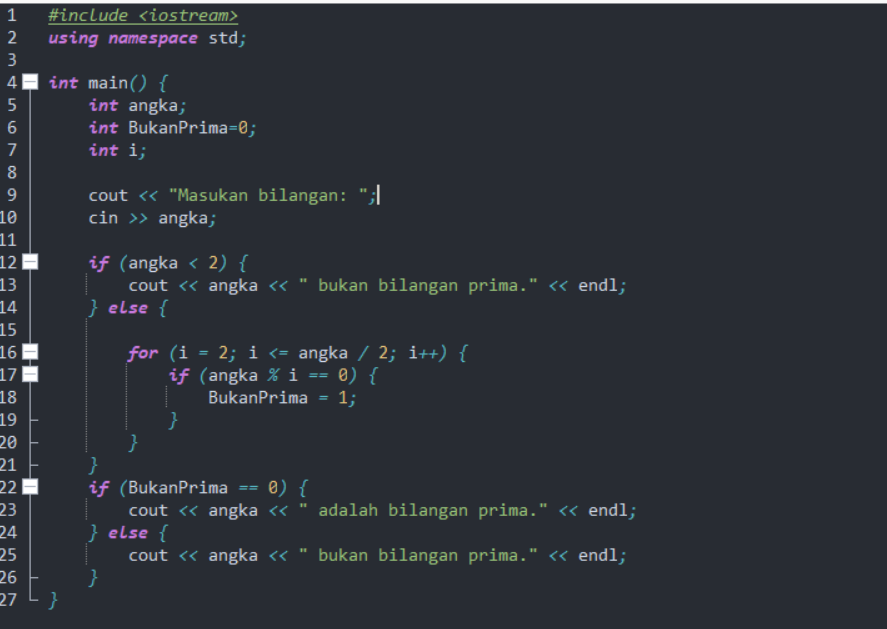 1 #include <iostream>
2 using namespace std;
3
4 int main() {
5 int angka;
6 int BukanPrima=0;
7 int i;
8
9 cout << "Masukan bilangan: ";
10 cin >> angka;
11
12 if (angka < 2) {
13 cout << angka << " bukan bilangan prima." << endl;
14 } else {
15
16 for (i = 2; i <= angka / 2; i++) {
17 if (angka % i == 0) {
18 BukanPrima = 1;
19 }
20 }
21 }
22 if (BukanPrima == 0) {
23 cout << angka << " adalah bilangan prima." << endl;
24 } else {
25 cout << angka << " bukan bilangan prima." << endl;
26 }
27 }